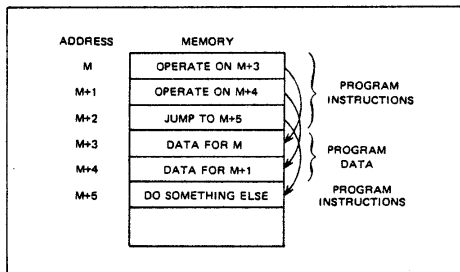 ADDRESS MEMORY
M OPERATE ON M+3
M+1 OPERATE ON M+4
M+2 JUMP TO M+5
PROGRAM
INSTRUCTIONS
M+3 DATA FOR M
M+4 DATA FOR M+1
PROGRAM
DATA
M+5 DO SOMETHING ELSE
PROGRAM
INSTRUCTIONS